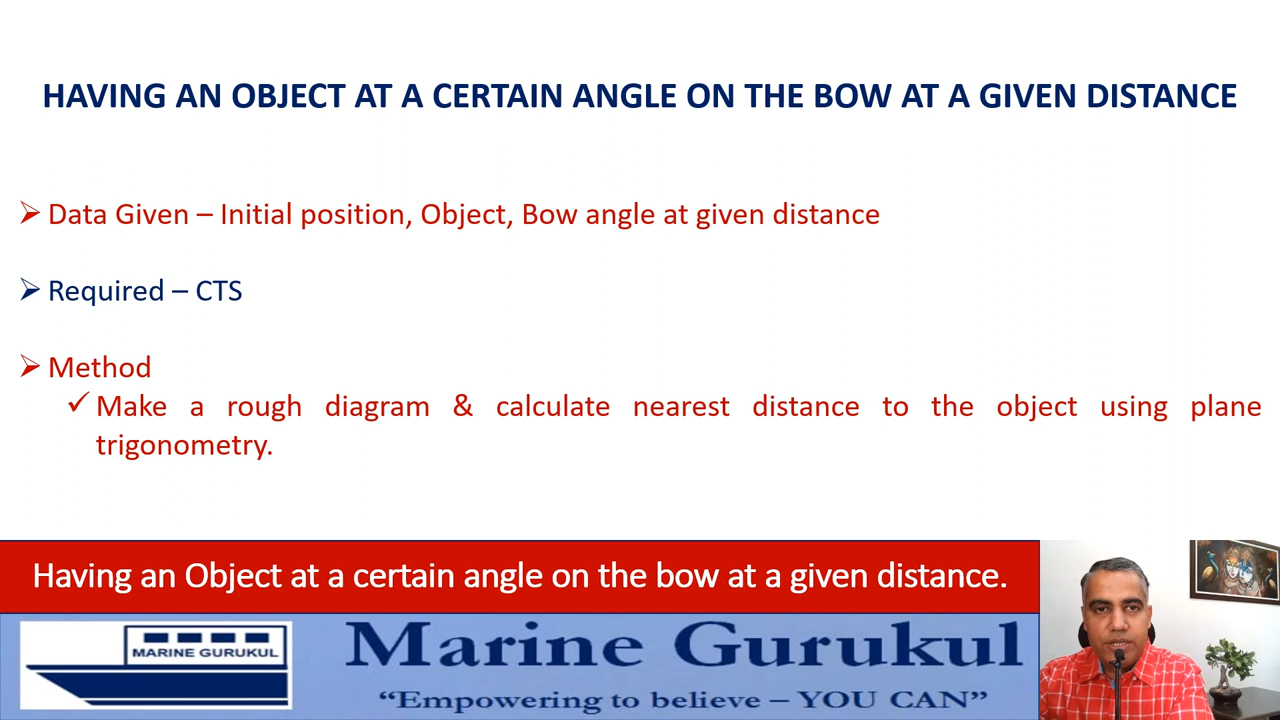 HAVING AN OBJECT AT A CERTAIN ANGLE ON THE BOW AT A GIVEN DISTANCE
Data Given – Initial position, Object, Bow angle at given distance
Required – CTS
Method
Make a rough diagram & calculate nearest distance to the object using plane
trigonometry.
Having an Object at a certain angle on the bow at a given distance.
MARINE GURUKUL
Marine Gurukul
“Empowering to believe – YOU CAN”